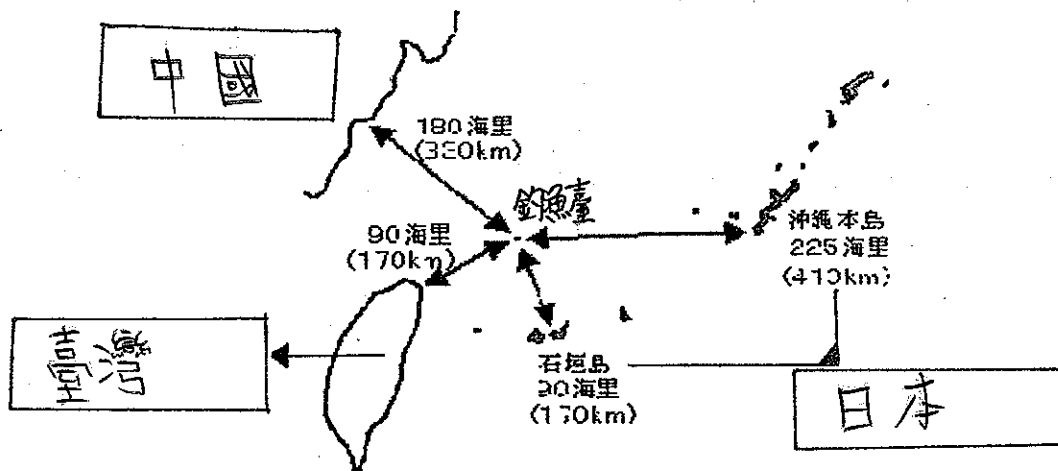 中國
180海里
(330km)
釣魚臺
90海里
(170km)
沖縄本島
225海里
(410km)
臺灣
石垣島
90海里
(170km)
日本